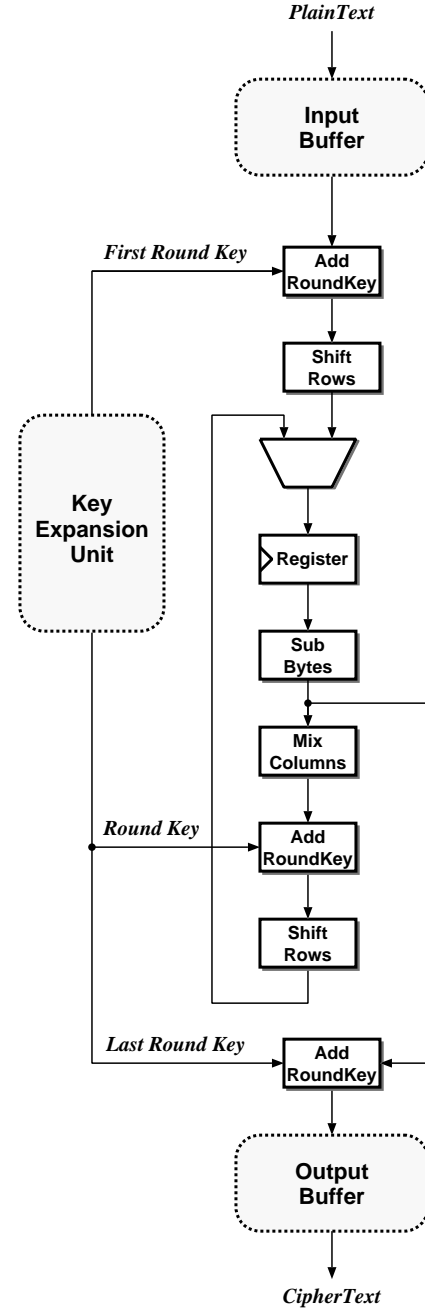 PlainText
Input
Buffer
First Round Key
Add
RoundKey
Shift
Rows
Key
Expansion
Unit
Register
Sub
Bytes
Mix
Columns
Round Key
Add
RoundKey
Shift
Rows
Last Round Key
Add
RoundKey
Output
Buffer
CipherText